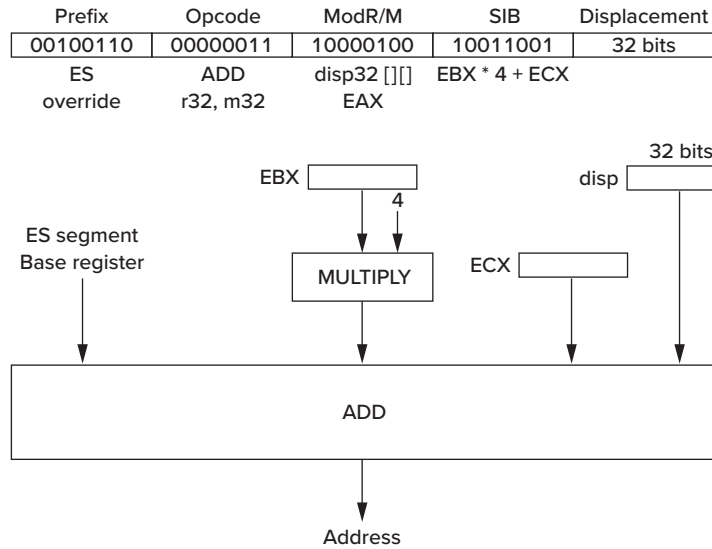 Prefix Opcode ModR/M SIB Displacement
00100110 00000011 10000100 10011001 32 bits
ES ADD disp32 [][] EBX * 4 + ECX
override r32, m32 EAX
32 bits
EBX disp
4
ES segment
Base register ECX
MULTIPLY
ADD
Address